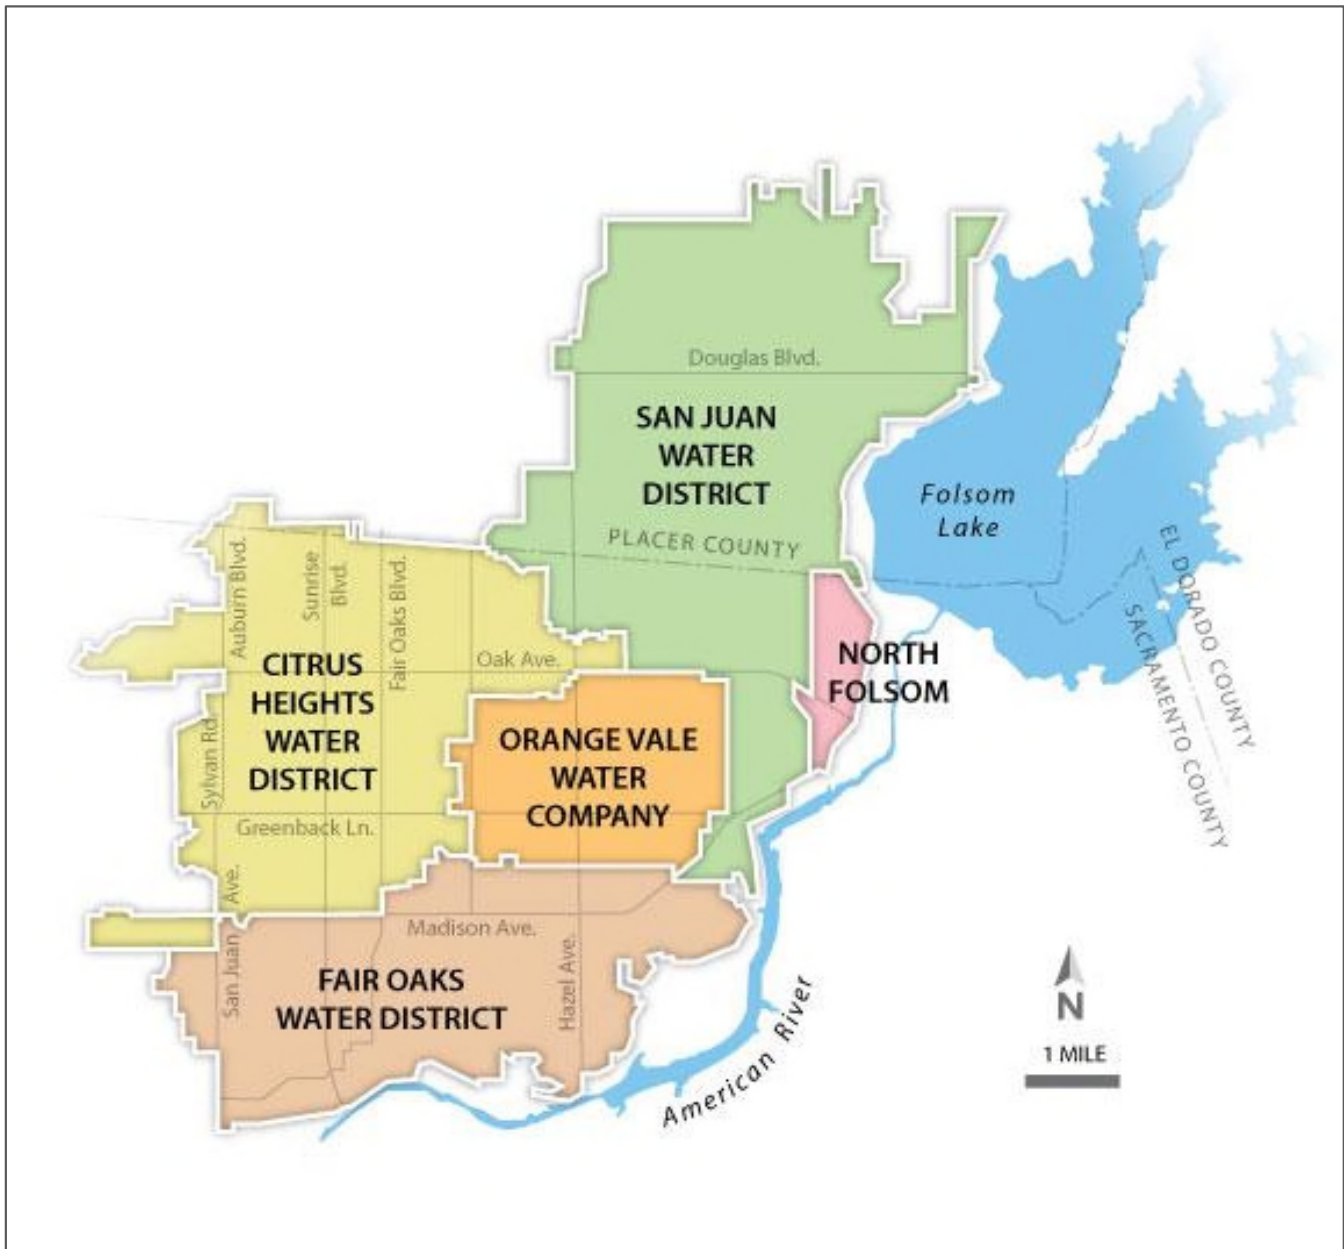 Douglas Blvd.
SAN JUAN
WATER
DISTRICT
Folsom
Lake
PLACER COUNTY
EL DORADO COUNTY
SACRAMENTO COUNTY
Auburn Blvd.
Sunrise
Blvd.
Fair Oaks Blvd.
Oak Ave.
NORTH
FOLSOM
CITRUS
HEIGHTS
WATER
DISTRICT
Sylvan Rd.
ORANGE VALE
WATER
COMPANY
Greenback Ln.
San Juan Ave.
Madison Ave.
Hazel Ave.
FAIR OAKS
WATER DISTRICT
American River
N
1 MILE